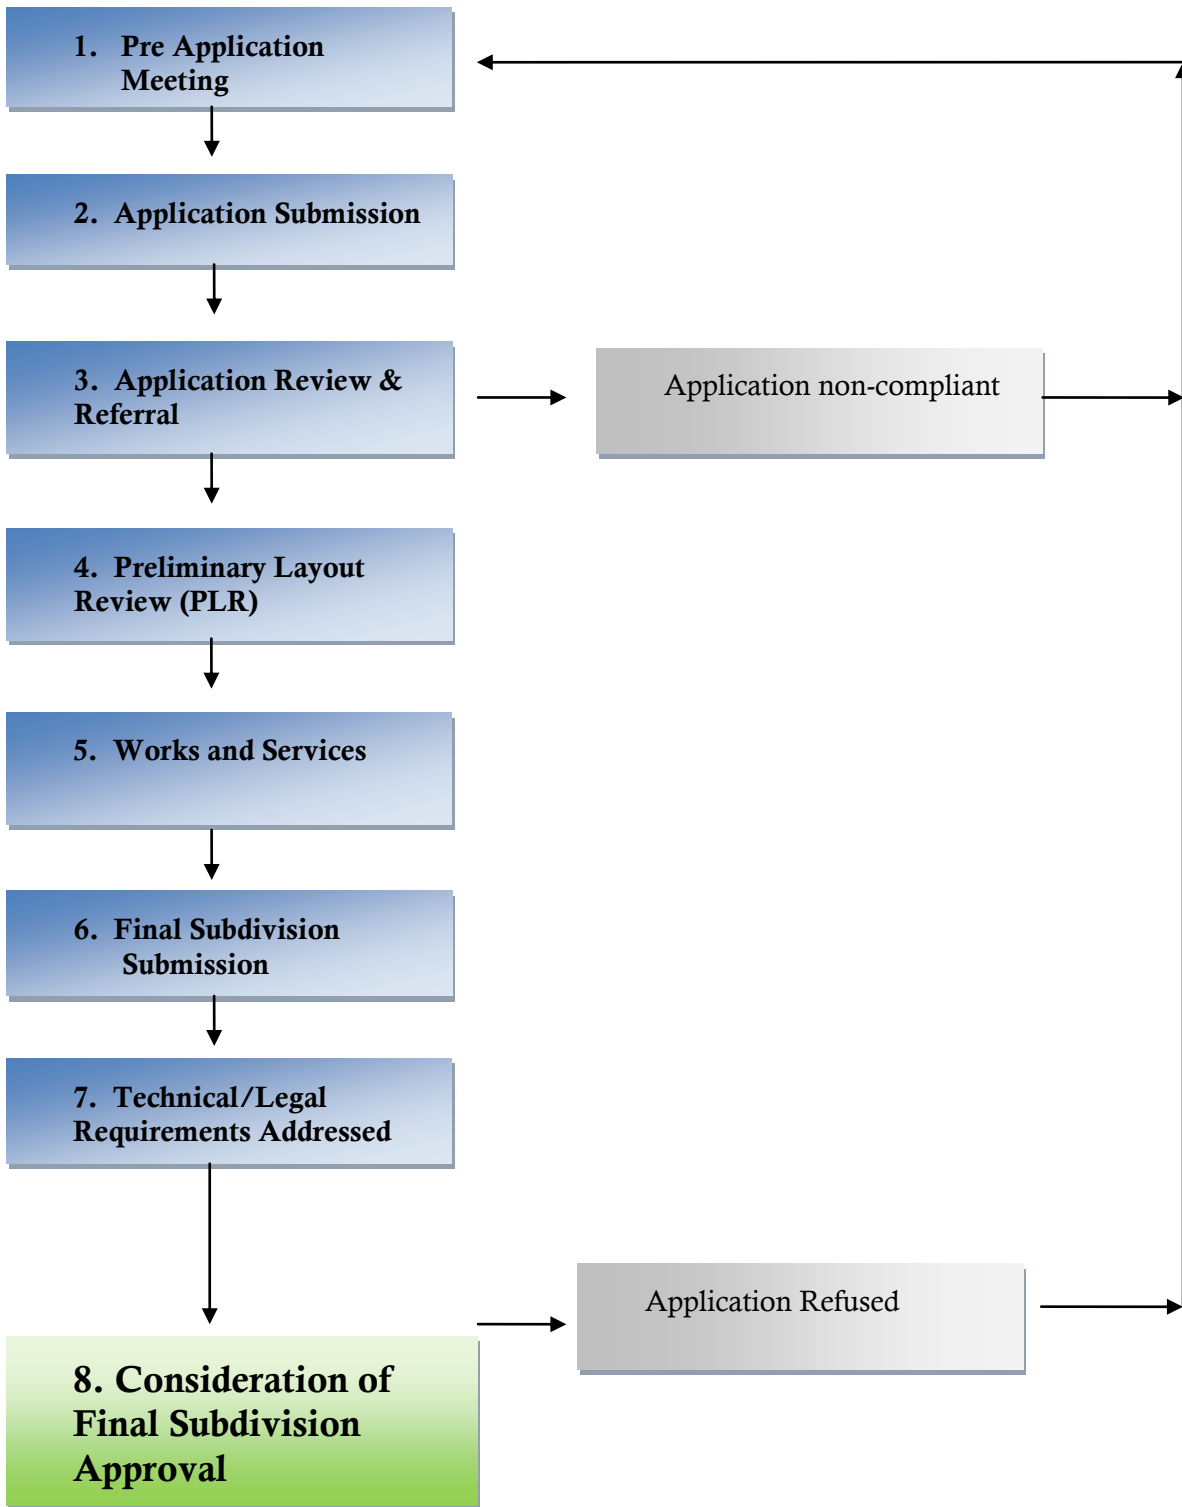 1. Pre Application
Meeting
2. Application Submission
3. Application Review &
Referral
Application non-compliant
4. Preliminary Layout
Review (PLR)
5. Works and Services
6. Final Subdivision
Submission
7. Technical/Legal
Requirements Addressed
Application Refused
8. Consideration of
Final Subdivision
Approval